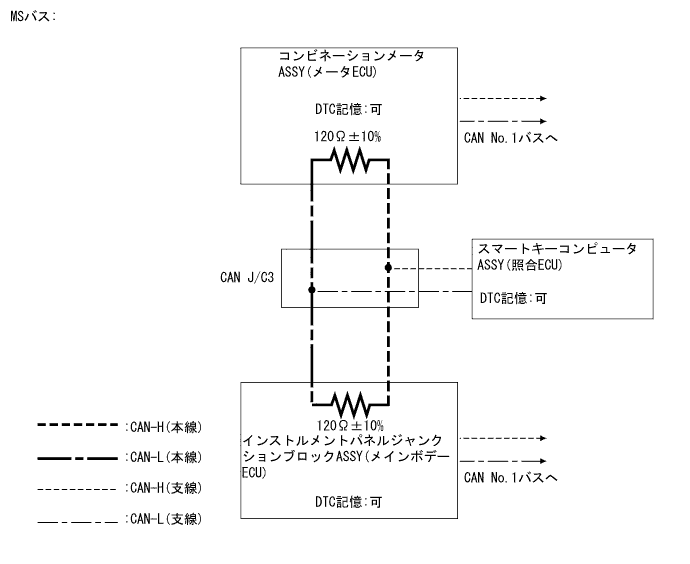 MSバス:
コンビネーションメータ
ASSY(メータECU)
DTC記憶:可
120Ω±10%
CAN No.1バスへ
スマートキーコンピュータ
ASSY(照合ECU)
CAN J/C3
DTC記憶:可
120Ω±10%
インストルメントパネルジャンク
ションブロックASSY(メインボデー
ECU)
DTC記憶:可
CAN No.1バスへ
:CAN-H(本線)
:CAN-L(本線)
:CAN-H(支線)
:CAN-L(支線)